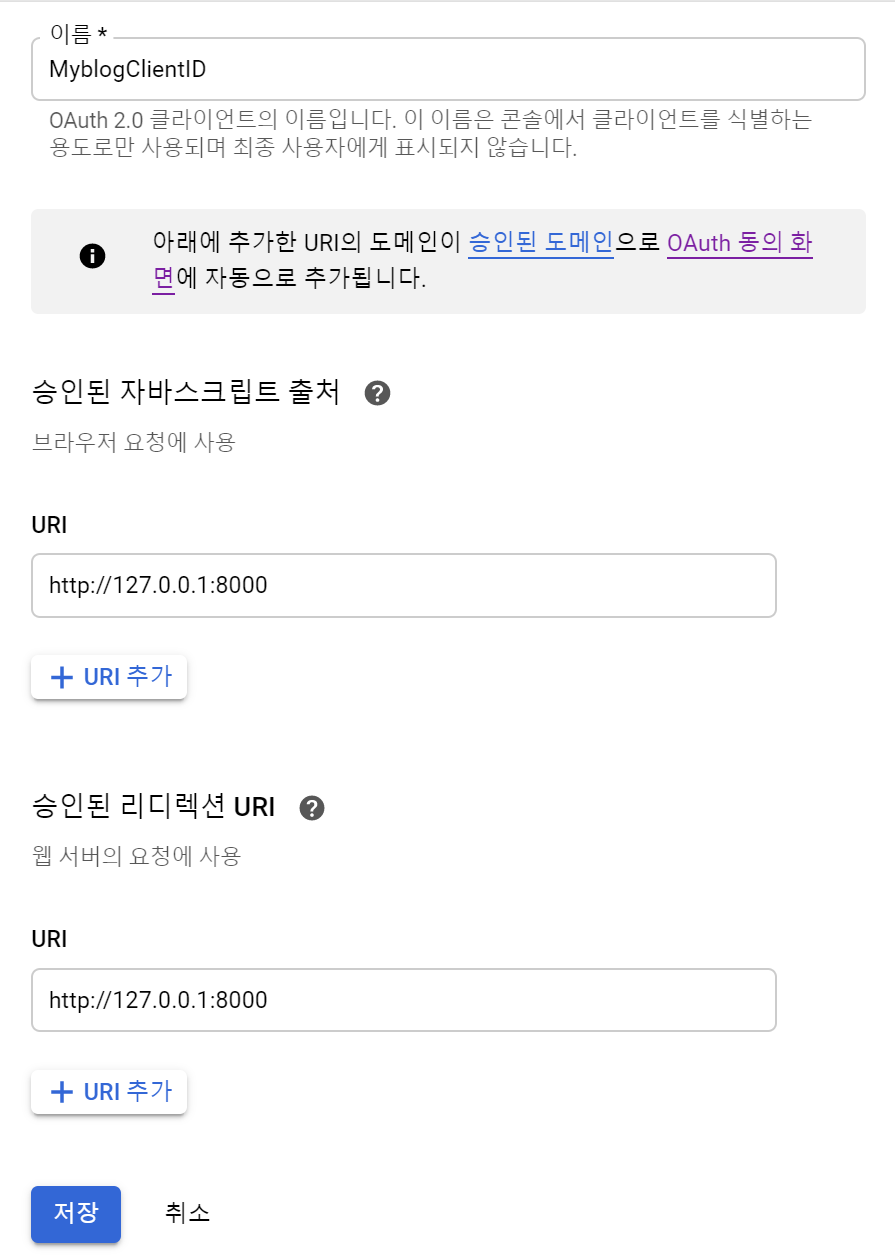 이름 *
MyblogClientID
OAuth 2.0 클라이언트의 이름입니다. 이 이름은 콘솔에서 클라이언트를 식별하는
용도로만 사용되며 최종 사용자에게 표시되지 않습니다.
아래에 추가한 URI의 도메인이 승인된 도메인으로 OAuth 동의 화
면에 자동으로 추가됩니다.
승인된 자바스크립트 출처
브라우저 요청에 사용
URI
http://127.0.0.1:8000
+ URI 추가
승인된 리디렉션 URI
웹 서버의 요청에 사용
URI
http://127.0.0.1:8000
+ URI 추가
저장 취소